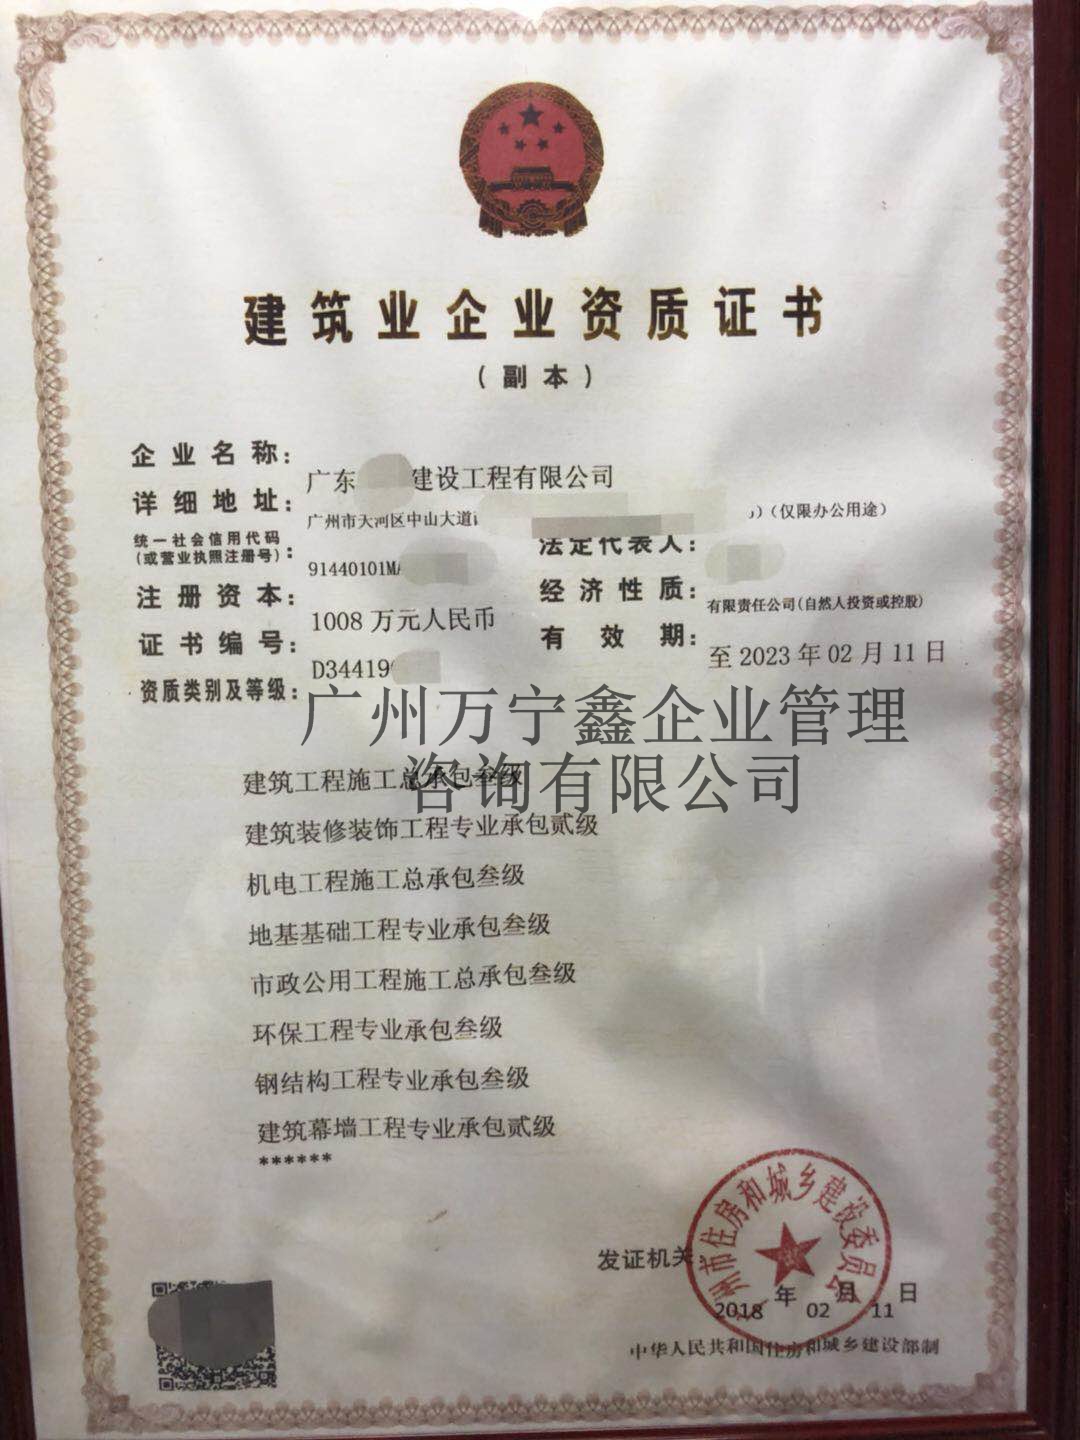 建筑业企业资质证书
(副本)
企业名称：
广东 建设工程有限公司
详细地址：
广州市天河区中山大道 ）(仅限办公用途)
统一社会信用代码
(或营业执照注册号)：
91440101MA
法定代表人：
注册资本：
1008 万元人民币
经济性质：
有限责任公司(自然人投资或控股)
证书编号：
D34419
有效期：
至 2023 年 02 月 11 日
资质类别及等级：
广州万宁鑫企业管理
咨询有限公司
建筑工程施工总承包叁级
建筑装修装饰工程专业承包贰级
机电工程施工总承包叁级
地基基础工程专业承包叁级
市政公用工程施工总承包叁级
环保工程专业承包叁级
钢结构工程专业承包叁级
建筑幕墙工程专业承包贰级
******
发证机关：
州市住房和城乡建设委员会
2018 年 02 月 11 日
中华人民共和国住房和城乡建设部制